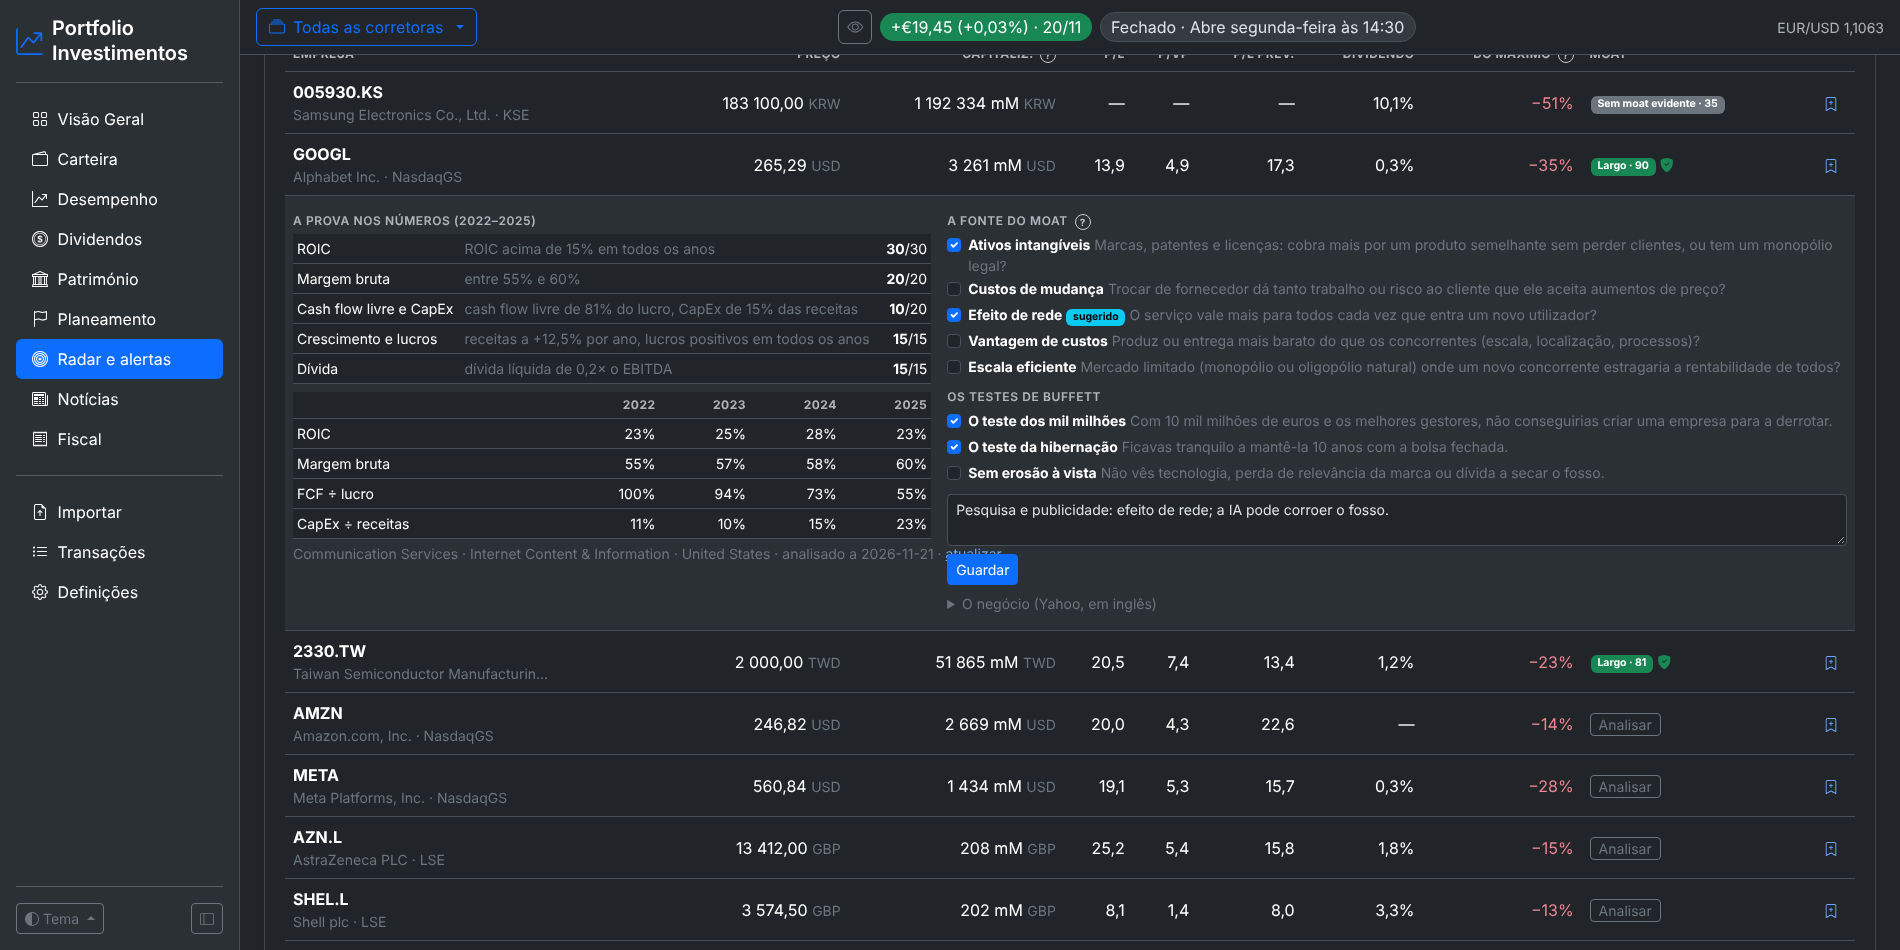 Portfolio
Investimentos
Todas as corretoras
+€19,45 (+0,03%) · 20/11
Fechado · Abre segunda-feira às 14:30
EUR/USD 1,1063
Visão Geral
Carteira
Desempenho
Dividendos
Património
Planeamento
Radar e alertas
Notícias
Fiscal
Importar
Transações
Definições
Tema
EMPRESA PREÇO CAPITALIZ. ? P/L P/VP P/L PREV. DIVIDENDO DO MÁXIMO ? MOAT
005930.KS
Samsung Electronics Co., Ltd. · KSE
183 100,00 KRW 1 192 334 mM KRW — — — 10,1% −51% Sem moat evidente · 35
GOOGL
Alphabet Inc. · NasdaqGS
265,29 USD 3 261 mM USD 13,9 4,9 17,3 0,3% −35% Largo · 90
A PROVA NOS NÚMEROS (2022–2025)
ROIC ROIC acima de 15% em todos os anos 30/30
Margem bruta entre 55% e 60% 20/20
Cash flow livre e CapEx cash flow livre de 81% do lucro, CapEx de 15% das receitas 10/20
Crescimento e lucros receitas a +12,5% por ano, lucros positivos em todos os anos 15/15
Dívida dívida líquida de 0,2× o EBITDA 15/15
2022 2023 2024 2025
ROIC 23% 25% 28% 23%
Margem bruta 55% 57% 58% 60%
FCF ÷ lucro 100% 94% 73% 55%
CapEx ÷ receitas 11% 10% 15% 23%
Communication Services · Internet Content & Information · United States · analisado a 2026-11-21 · atualizar
A FONTE DO MOAT ?
Ativos intangíveis Marcas, patentes e licenças: cobra mais por um produto semelhante sem perder clientes, ou tem um monopólio
legal?
Custos de mudança Trocar de fornecedor dá tanto trabalho ou risco ao cliente que ele aceita aumentos de preço?
Efeito de rede sugerido O serviço vale mais para todos cada vez que entra um novo utilizador?
Vantagem de custos Produz ou entrega mais barato do que os concorrentes (escala, localização, processos)?
Escala eficiente Mercado limitado (monopólio ou oligopólio natural) onde um novo concorrente estragaria a rentabilidade de todos?
OS TESTES DE BUFFETT
O teste dos mil milhões Com 10 mil milhões de euros e os melhores gestores, não conseguirias criar uma empresa para a derrotar.
O teste da hibernação Ficavas tranquilo a mantê-la 10 anos com a bolsa fechada.
Sem erosão à vista Não vês tecnologia, perda de relevância da marca ou dívida a secar o fosso.
Pesquisa e publicidade: efeito de rede; a IA pode corroer o fosso.
Guardar
O negócio (Yahoo, em inglês)
2330.TW
Taiwan Semiconductor Manufacturin...
2 000,00 TWD 51 865 mM TWD 20,5 7,4 13,4 1,2% −23% Largo · 81
AMZN
Amazon.com, Inc. · NasdaqGS
246,82 USD 2 669 mM USD 20,0 4,3 22,6 — −14% Analisar
META
Meta Platforms, Inc. · NasdaqGS
560,84 USD 1 434 mM USD 19,1 5,3 15,7 0,3% −28% Analisar
AZN.L
AstraZeneca PLC · LSE
13 412,00 GBP 208 mM GBP 25,2 5,4 15,8 1,8% −15% Analisar
SHEL.L
Shell plc · LSE
3 574,50 GBP 202 mM GBP 8,1 1,4 8,0 3,3% −13% Analisar